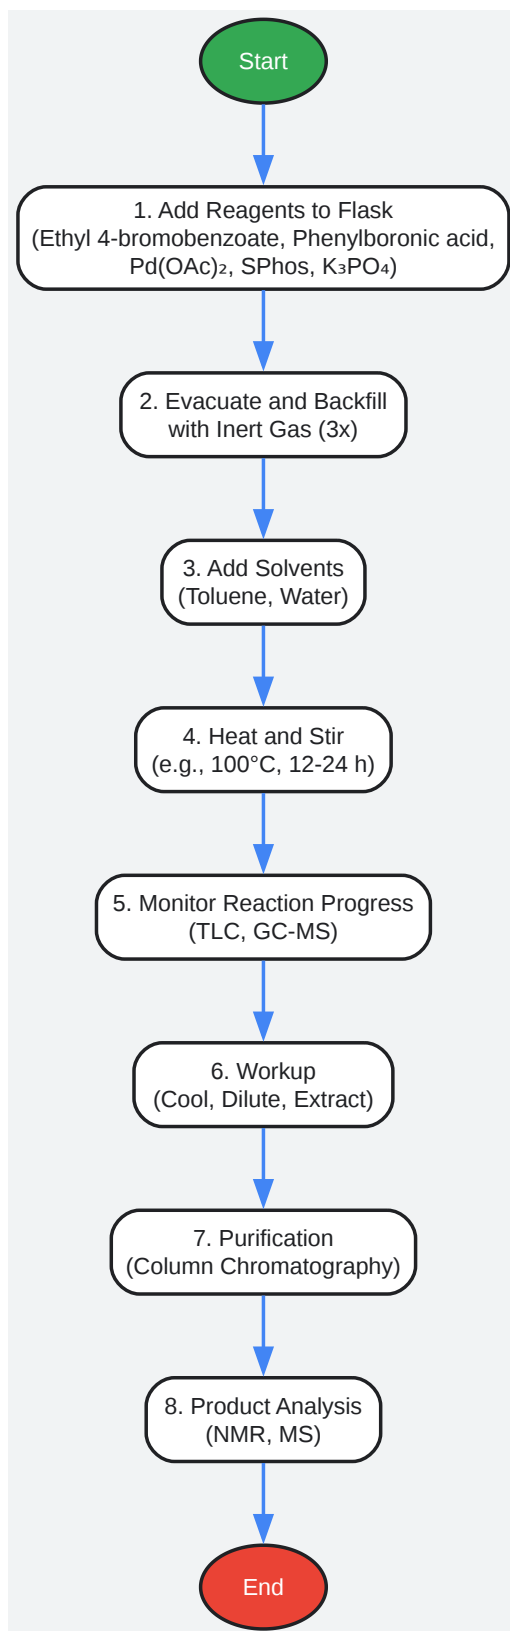 Start
1. Add Reagents to Flask
(Ethyl 4-bromobenzoate, Phenylboronic acid,
Pd(OAc)₂, SPhos, K₃PO₄)
2. Evacuate and Backfill
with Inert Gas (3x)
3. Add Solvents
(Toluene, Water)
4. Heat and Stir
(e.g., 100°C, 12-24 h)
5. Monitor Reaction Progress
(TLC, GC-MS)
6. Workup
(Cool, Dilute, Extract)
7. Purification
(Column Chromatography)
8. Product Analysis
(NMR, MS)
End